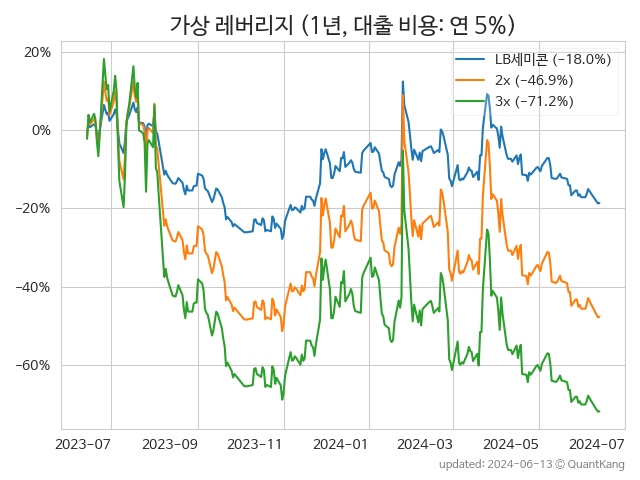 가상 레버리지 (1년, 대출 비용: 연 5%)
LB세미콘 (−18.0%)
2x (−46.9%)
3x (−71.2%)
20%
0%
−20%
−40%
−60%
2023-07 2023-09 2023-11 2024-01 2024-03 2024-05 2024-07
updated: 2024-06-13 © QuantKang